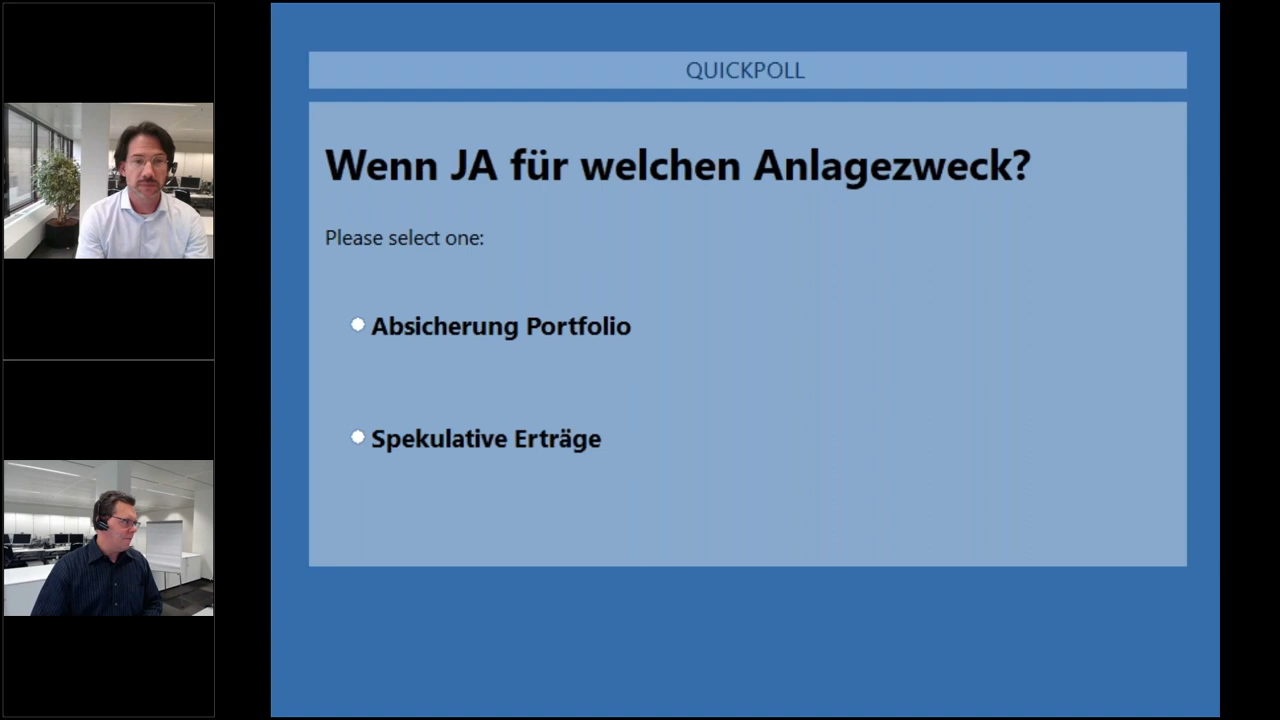 QUICKPOLL
Wenn JA für welchen Anlagezweck?
Please select one:
Absicherung Portfolio
Spekulative Erträge